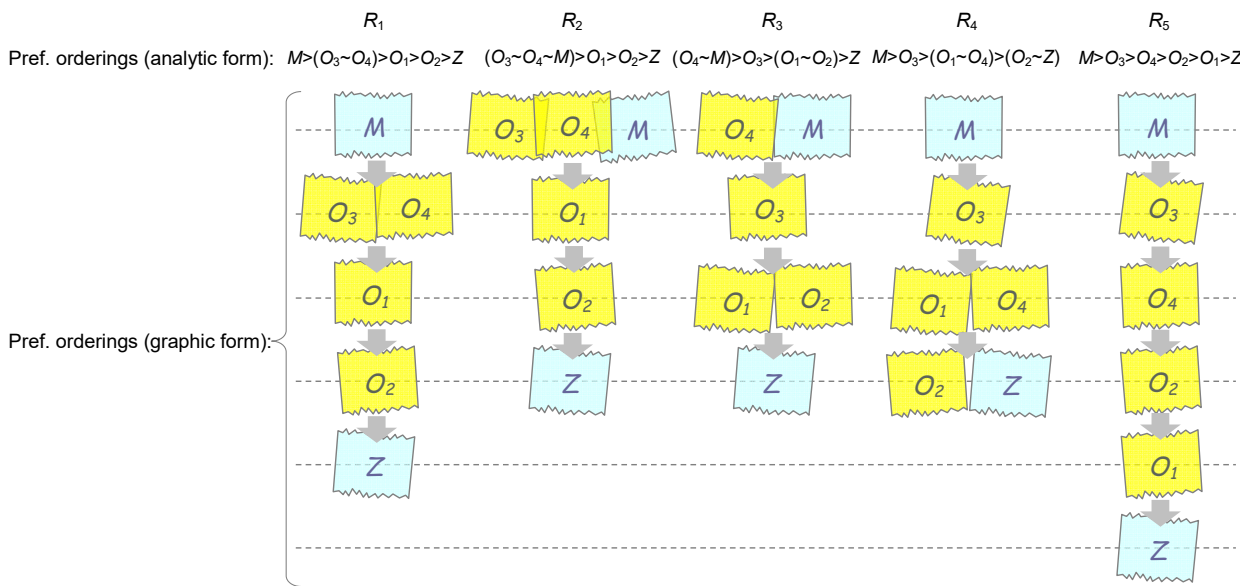 R1 R2 R3 R4 R5
Pref. orderings (analytic form): M>(O3~O4)>O1>O2>Z (O3~O4~M)>O1>O2>Z (O4~M)>O3>(O1~O2)>Z M>O3>(O1~O4)>(O2~Z) M>O3>O4>O2>O1>Z
M O3 O4 M O4 M M M
O3 O4 O1 O3 O3 O3
O1 O2 O1 O2 O1 O4 O4
Pref. orderings (graphic form):
O2 Z Z O2 Z O2
Z O1
Z